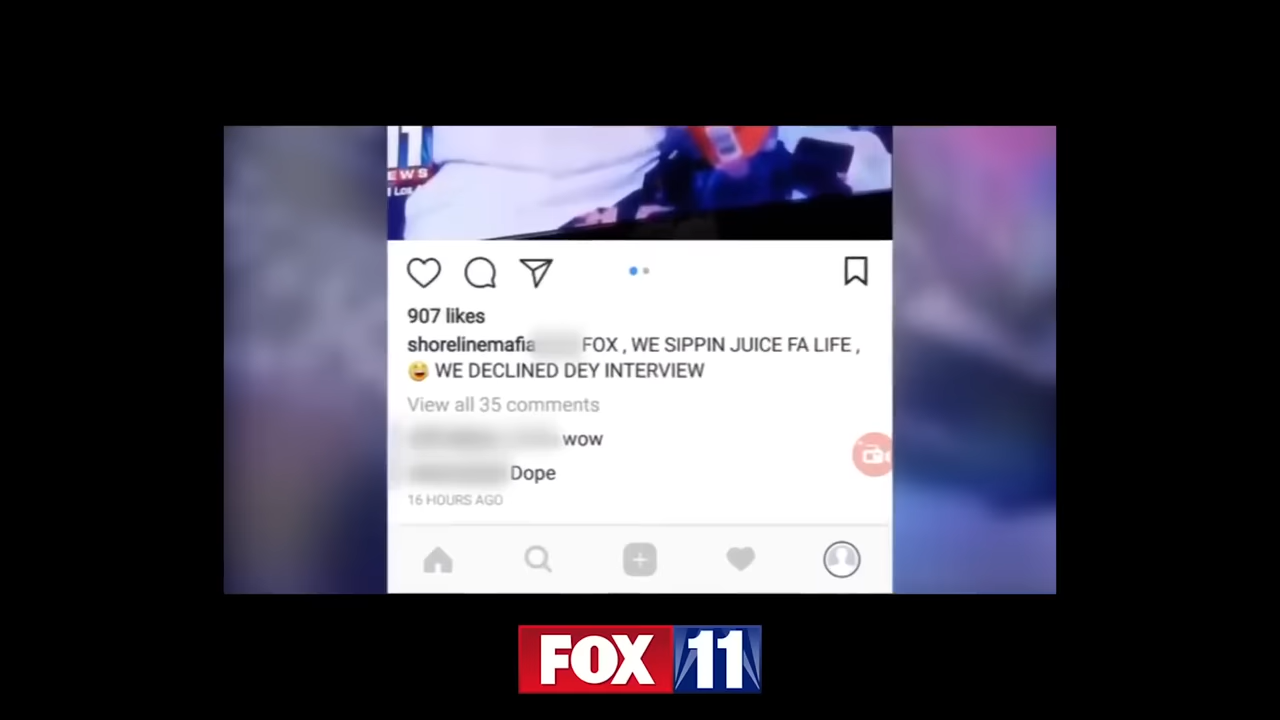 11
EWS
907 likes
shorelinemafia FOX , WE SIPPIN JUICE FA LIFE ,
😆 WE DECLINED DEY INTERVIEW
View all 35 comments
wow
Dope
16 HOURS AGO
FOX 11